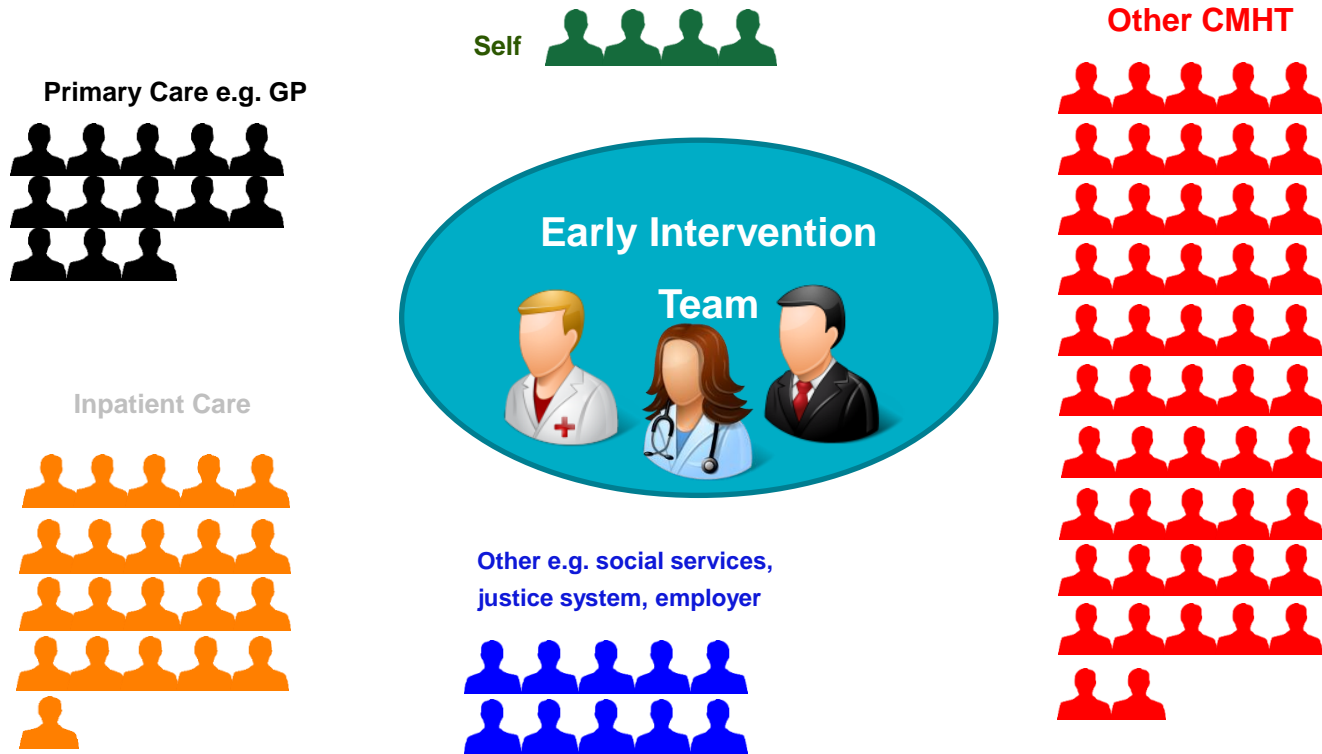 Other CMHT
Self
Primary Care e.g. GP
Early Intervention
Team
Inpatient Care
Other e.g. social services,
justice system, employer